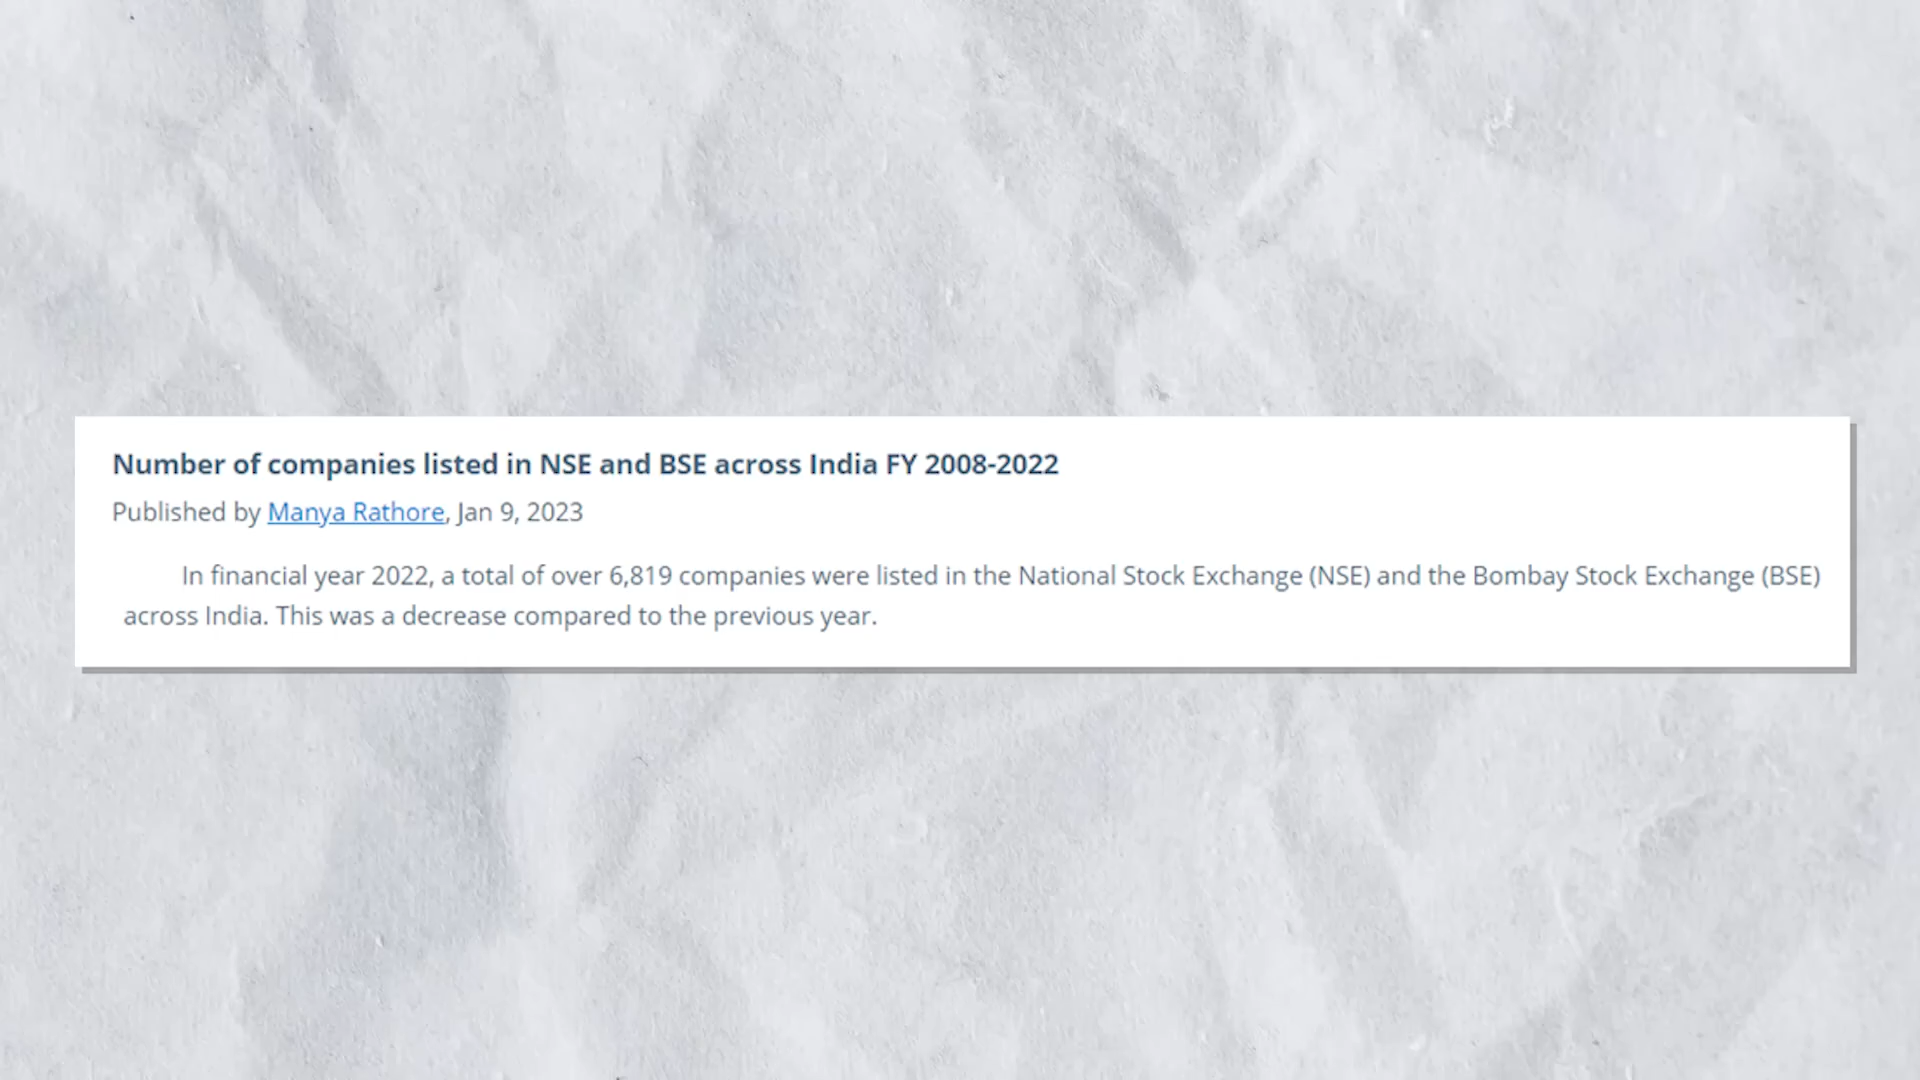 Number of companies listed in NSE and BSE across India FY 2008-2022
Published by Manya Rathore, Jan 9, 2023
In financial year 2022, a total of over 6,819 companies were listed in the National Stock Exchange (NSE) and the Bombay Stock Exchange (BSE)
across India. This was a decrease compared to the previous year.